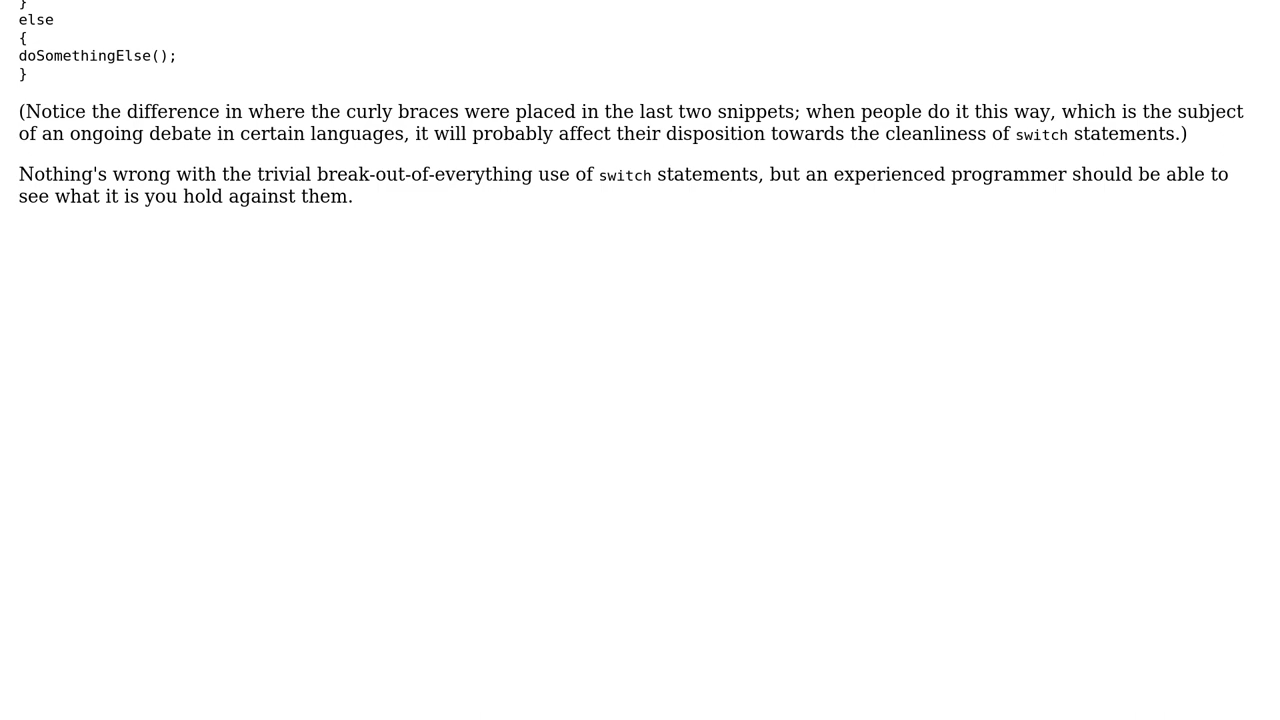 }
else
{
doSomethingElse();
}
(Notice the difference in where the curly braces were placed in the last two snippets; when people do it this way, which is the subject
of an ongoing debate in certain languages, it will probably affect their disposition towards the cleanliness of switch statements.)
Nothing's wrong with the trivial break-out-of-everything use of switch statements, but an experienced programmer should be able to
see what it is you hold against them.